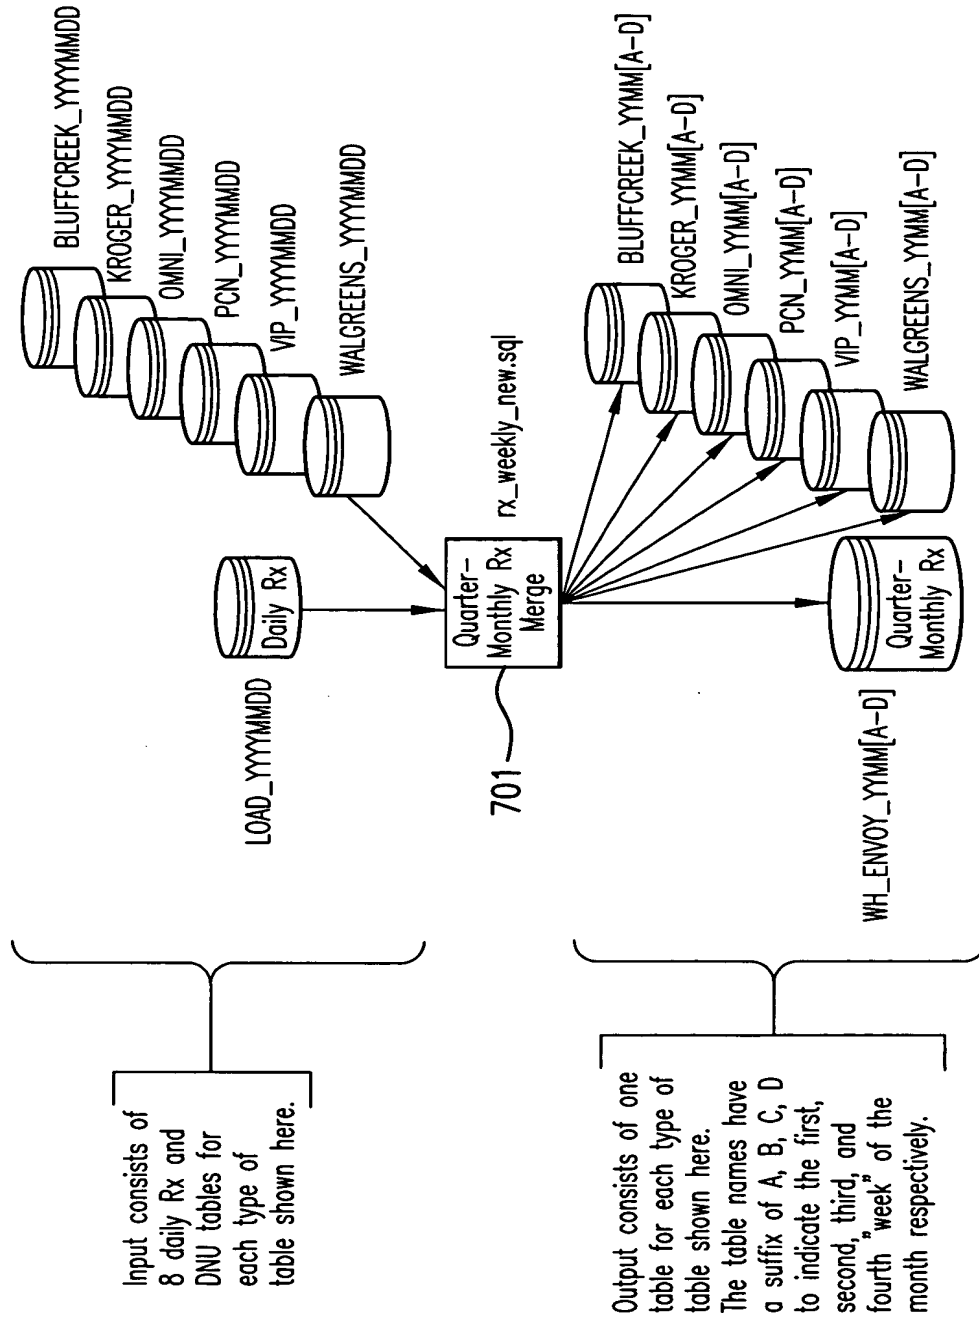 Input consists of
8 daily Rx and
DNU tables for
each type of
table shown here.
LOAD_YYYYMMDD
Daily Rx
BLUFFCREEK_YYYYMMDD
KROGER_YYYYMMDD
OMNI_YYYYMMDD
PCN_YYYYMMDD
VIP_YYYYMMDD
WALGREENS_YYYYMMDD
701
Quarter-
Monthly Rx
Merge
rx_weekly_new.sql
Output consists of one
table for each type of
table shown here.
The table names have
a suffix of A, B, C, D
to indicate the first,
second, third, and
fourth "week" of the
month respectively.
WH_ENVOY_YYMM[A-D]
Quarter-
Monthly Rx
BLUFFCREEK_YYMM[A-D]
KROGER_YYMM[A-D]
OMNI_YYMM[A-D]
PCN_YYMM[A-D]
VIP_YYMM[A-D]
WALGREENS_YYMM[A-D]